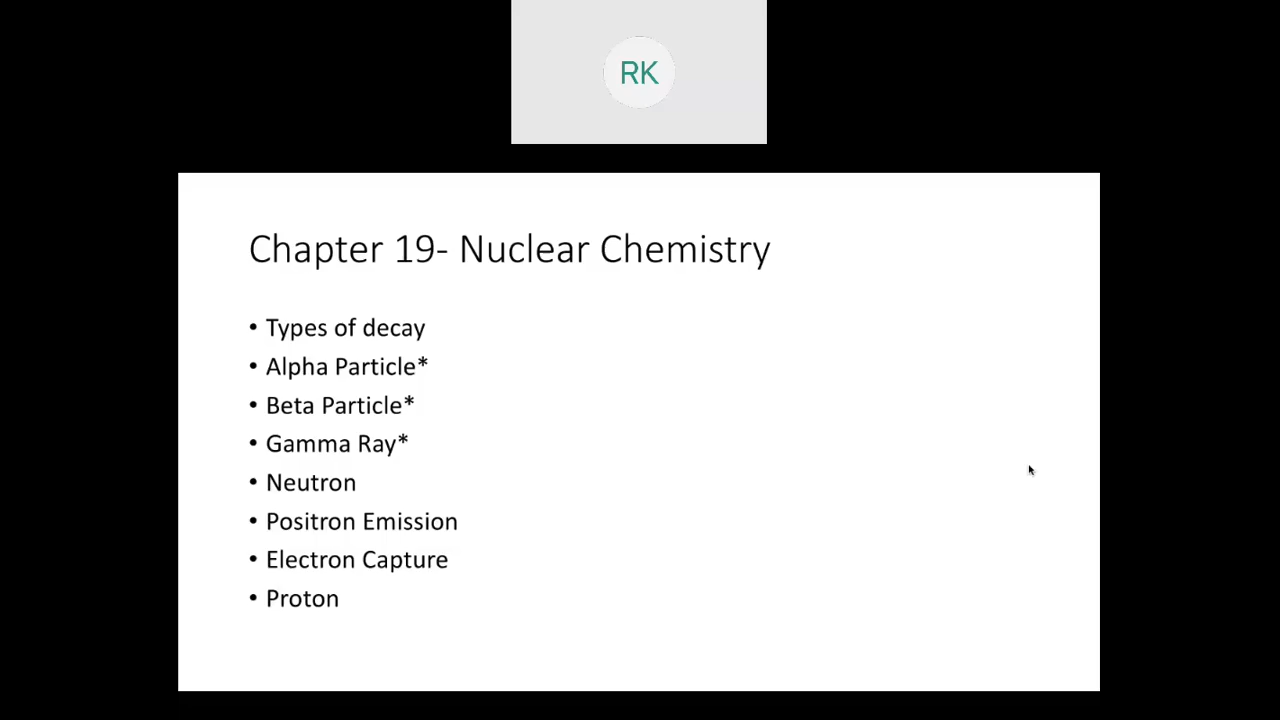 RK
Chapter 19- Nuclear Chemistry
• Types of decay
• Alpha Particle*
• Beta Particle*
• Gamma Ray*
• Neutron
• Positron Emission
• Electron Capture
• Proton